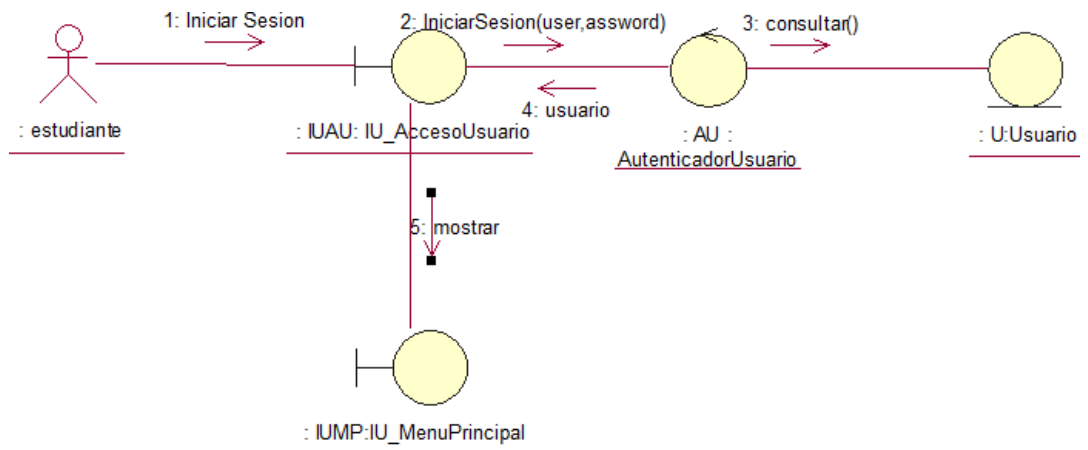 1: Iniciar Sesion
2: IniciarSesion(user,assword)
3: consultar()
4: usuario
: estudiante
: IUAU: IU_AccesoUsuario
: AU :
AutenticadorUsuario
: U:Usuario
5: mostrar
: IUMP:IU_MenuPrincipal